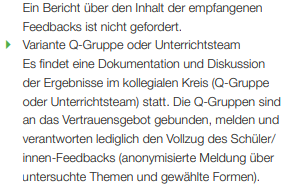 Ein Bericht über den Inhalt der empfangenen
Feedbacks ist nicht gefordert.
Variante Q-Gruppe oder Unterrichtsteam
Es findet eine Dokumentation und Diskussion
der Ergebnisse im kollegialen Kreis (Q-Gruppe
oder Unterrichtsteam) statt. Die Q-Gruppen sind
an das Vertrauensgebot gebunden, melden und
verantworten lediglich den Vollzug des Schüler/
innen-Feedbacks (anonymisierte Meldung über
untersuchte Themen und gewählte Formen).